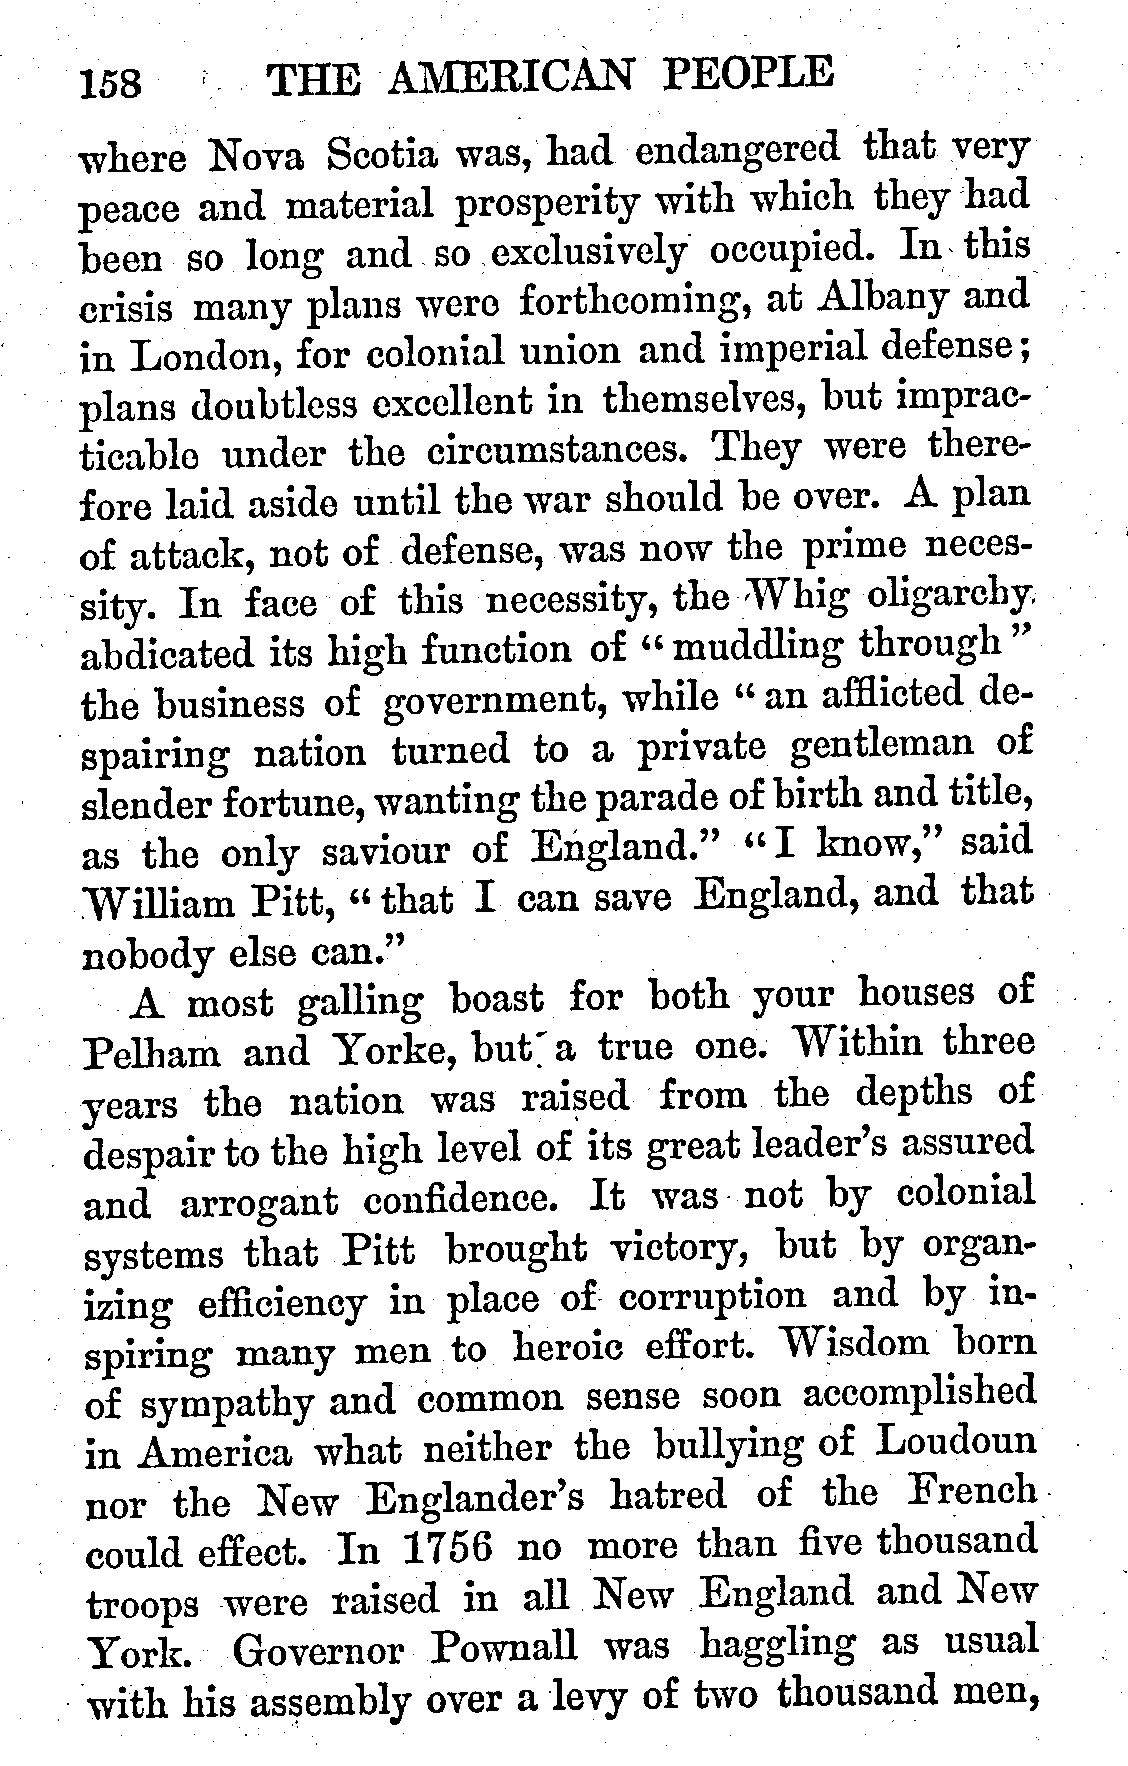 158 THE AMERICAN PEOPLE
where Nova Scotia was, had endangered that very
peace and material prosperity with which they had
been so long and so exclusively occupied. In this
crisis many plans were forthcoming, at Albany and
in London, for colonial union and imperial defense;
plans doubtless excellent in themselves, but imprac-
ticable under the circumstances. They were there-
fore laid aside until the war should be over. A plan
of attack, not of defense, was now the prime neces-
sity. In face of this necessity, the Whig oligarchy
abdicated its high function of “muddling through”
the business of government, while “an afflicted de-
spairing nation turned to a private gentleman of
slender fortune, wanting the parade of birth and title,
as the only saviour of England.” “I know,” said
William Pitt, “that I can save England, and that
nobody else can.”
A most galling boast for both your houses of
Pelham and Yorke, but a true one. Within three
years the nation was raised from the depths of
despair to the high level of its great leader’s assured
and arrogant confidence. It was not by colonial
systems that Pitt brought victory, but by organ-
izing efficiency in place of corruption and by in-
spiring many men to heroic effort. Wisdom born
of sympathy and common sense soon accomplished
in America what neither the bullying of Loudoun
nor the New Englander’s hatred of the French
could effect. In 1756 no more than five thousand
troops were raised in all New England and New
York. Governor Pownall was haggling as usual
with his assembly over a levy of two thousand men,